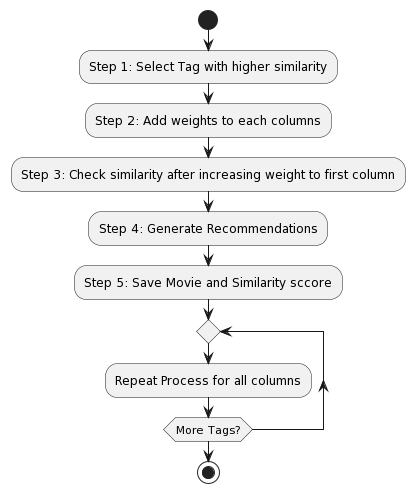 Step 1: Select Tag with higher similarity
Step 2: Add weights to each columns
Step 3: Check similarity after increasing weight to first column
Step 4: Generate Recommendations
Step 5: Save Movie and Similarity sccore
Repeat Process for all columns
More Tags?